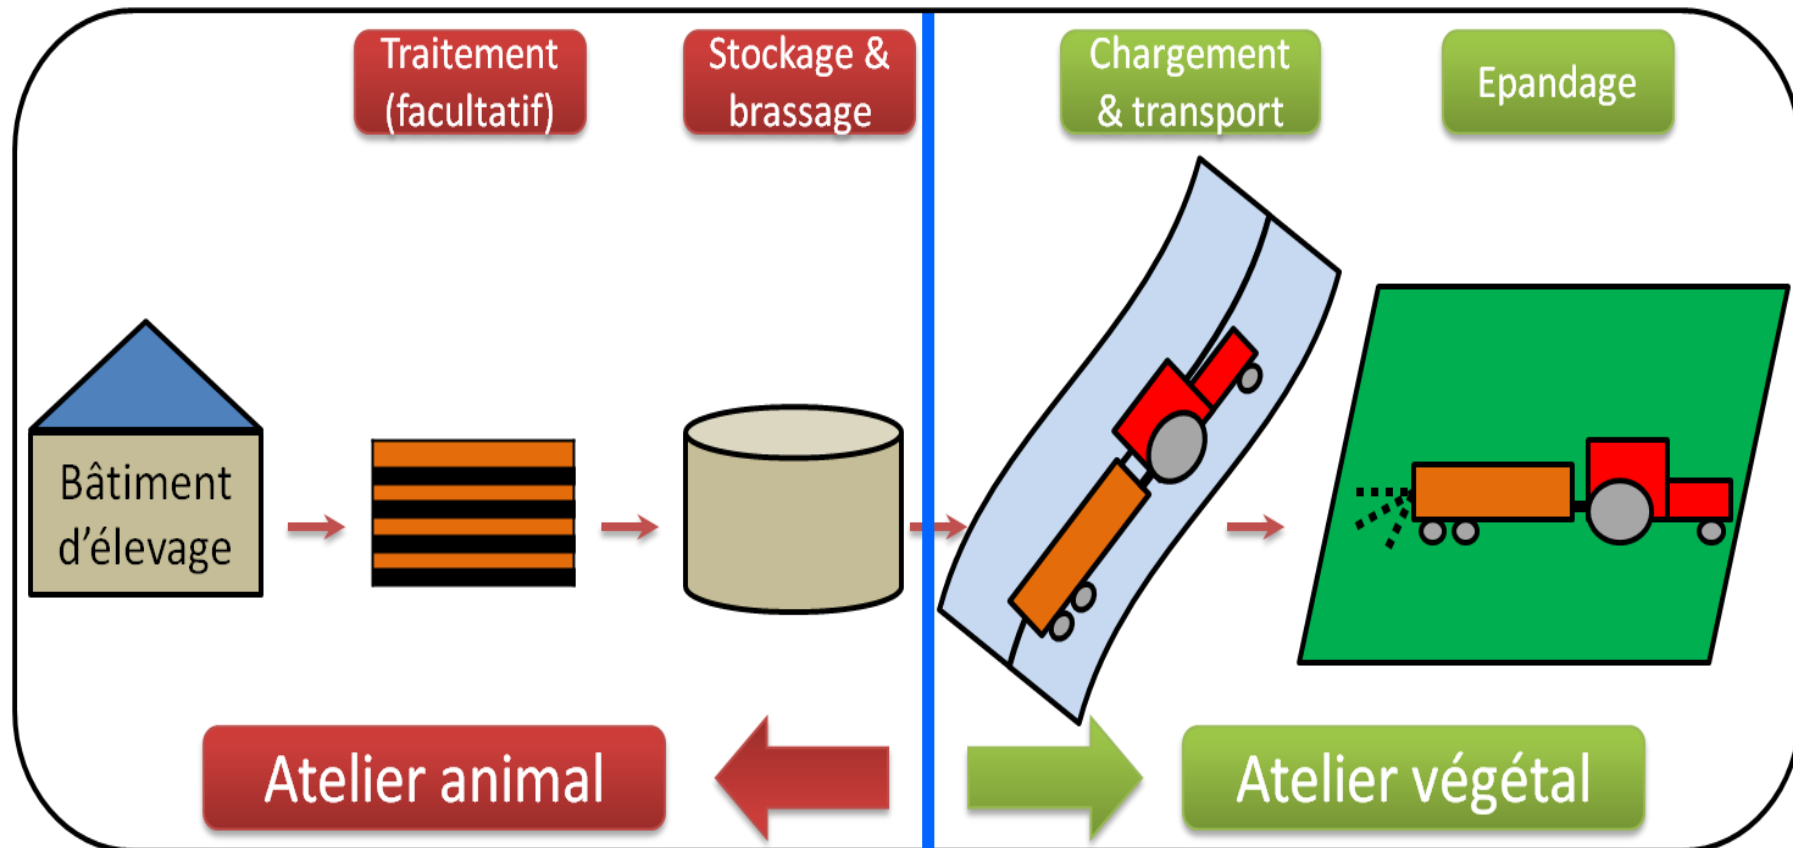 Traitement
(facultatif)
Stockage &
brassage
Chargement
& transport
Epandage
Bâtiment
d’élevage
Atelier animal
Atelier végétal